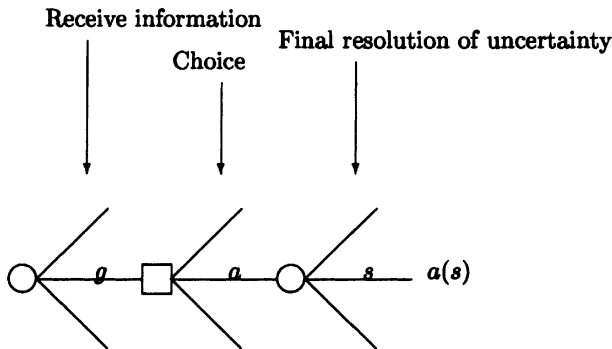 Receive information
Choice
Final resolution of uncertainty
g a s a(s)